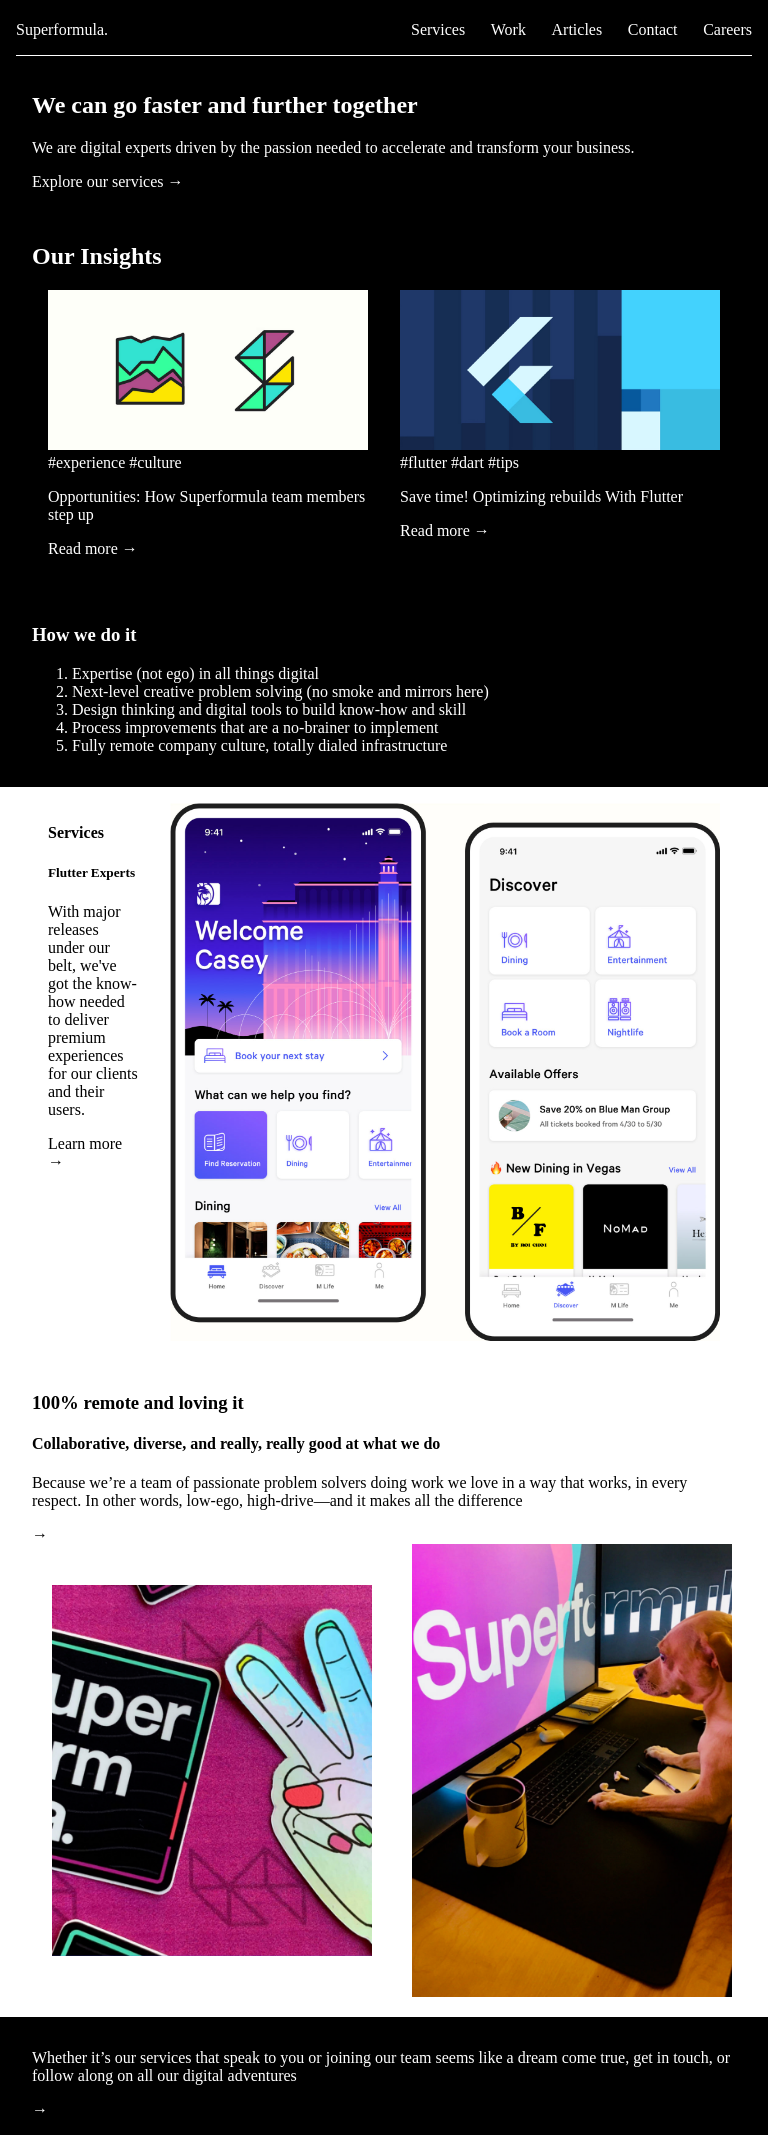 Superformula.
Services Work Articles Contact Careers
We can go faster and further together
We are digital experts driven by the passion needed to accelerate and transform your business.
Explore our services →
Our Insights
#experience #culture
Opportunities: How Superformula team members
step up
Read more →
#flutter #dart #tips
Save time! Optimizing rebuilds With Flutter
Read more →
How we do it
1. Expertise (not ego) in all things digital
2. Next-level creative problem solving (no smoke and mirrors here)
3. Design thinking and digital tools to build know-how and skill
4. Process improvements that are a no-brainer to implement
5. Fully remote company culture, totally dialed infrastructure
Services
Flutter Experts
With major
releases
under our
belt, we've
got the know-
how needed
to deliver
premium
experiences
for our clients
and their
users.
Learn more
→
9:41
Welcome
Casey
Book your next stay
What can we help you find?
Find Reservation
Dining
Entertainmen
Dining
View All
Home
Discover
M Life
Me
9:41
Discover
Dining
Entertainment
Book a Room
Nightlife
Available Offers
Save 20% on Blue Man Group
All tickets booked from 4/30 to 5/30
🔥 New Dining in Vegas
View All
B/F
BY ROI CHOI
NoMad
He
Home
Discover
M Life
Me
100% remote and loving it
Collaborative, diverse, and really, really good at what we do
Because we’re a team of passionate problem solvers doing work we love in a way that works, in every
respect. In other words, low-ego, high-drive—and it makes all the difference
→
uper
rm
a.
Superfo
rmul
Whether it’s our services that speak to you or joining our team seems like a dream come true, get in touch, or
follow along on all our digital adventures
→